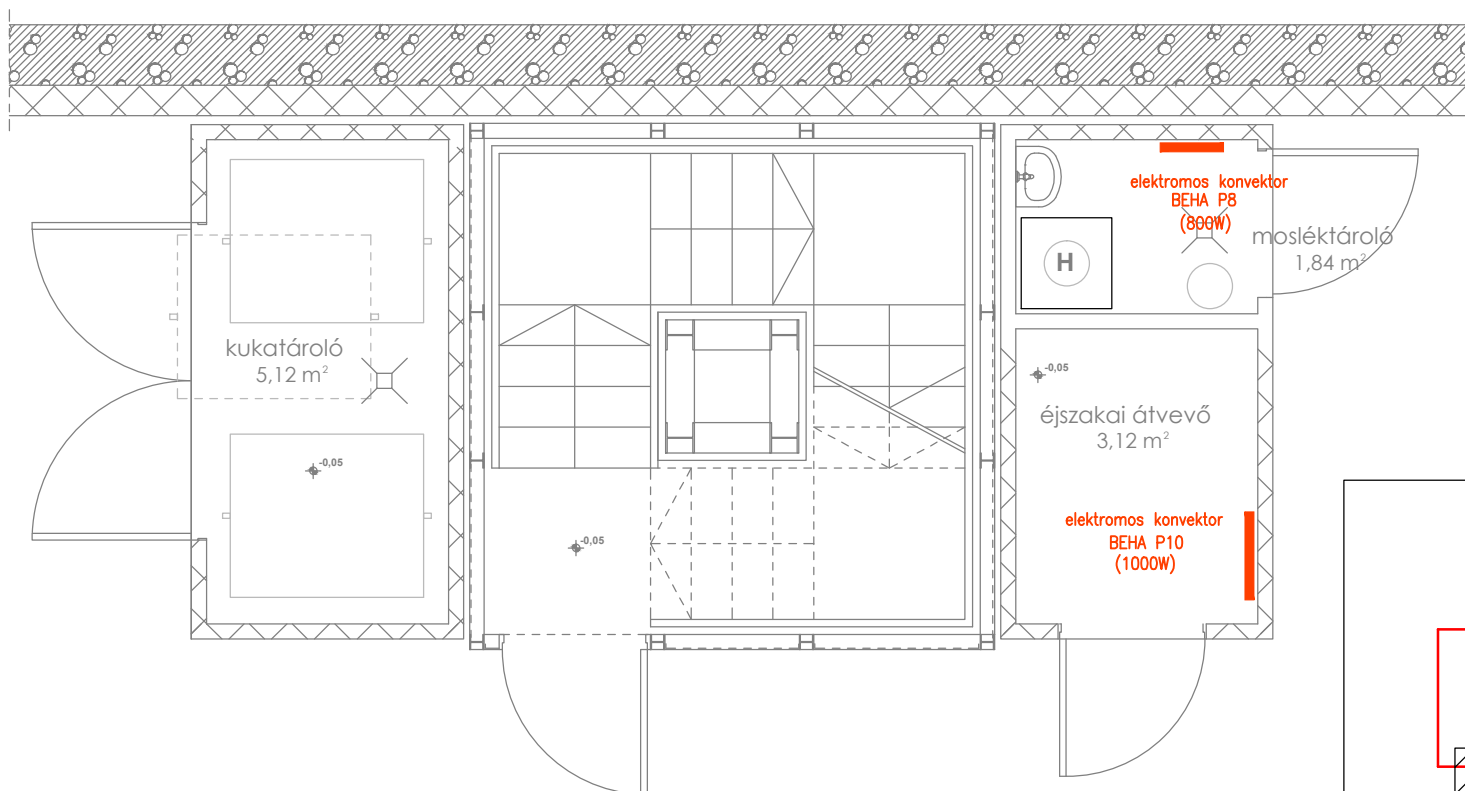 elektromos konvektor
BEHA P8
(800W)
mosléktároló
1,84 m²
H
kukatároló
5,12 m²
-0,05
-0,05
-0,05
éjszakai átvevő
3,12 m²
elektromos konvektor
BEHA P10
(1000W)